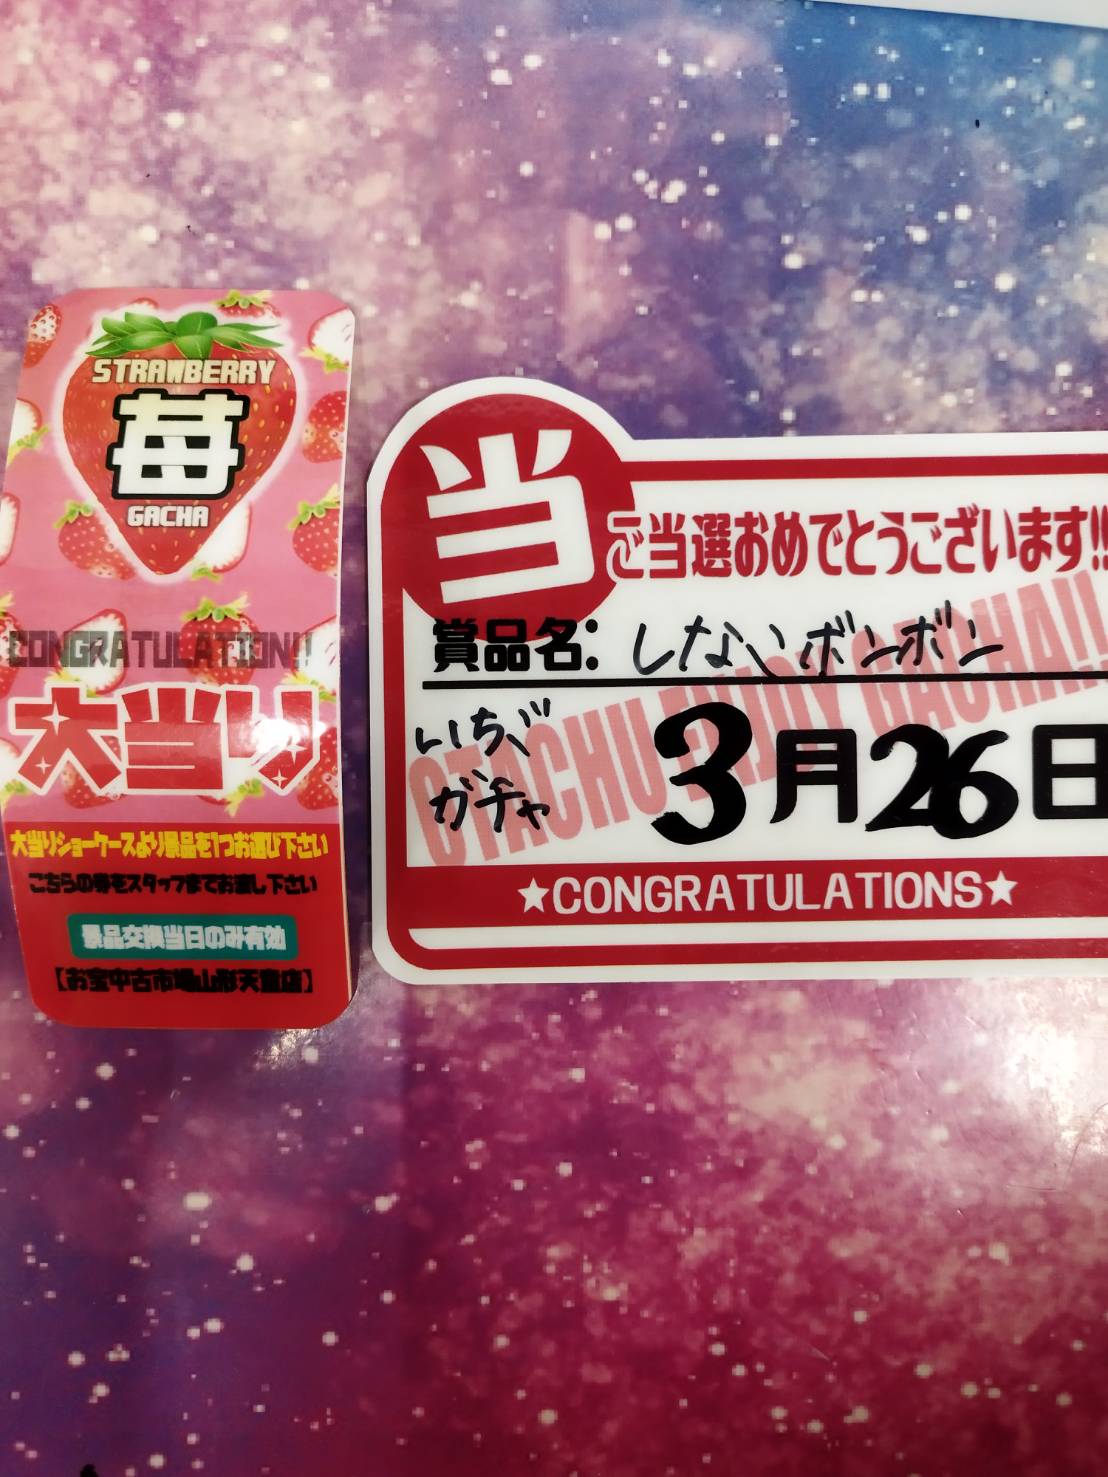 STRAWBERRY
苺
GACHA
CONGRATULATION!!
大当り
大当りショーケースより景品を1つお選び下さい
こちらの券をスタッフまでお渡し下さい
景品交換当日のみ有効
【お宝中古市場山形天童店】
当
ご当選おめでとうございます!!
賞品名: しないボンボン
いちご
ガチャ
3月26日
OTACHU ENJOY GACHA!!
★CONGRATULATIONS★